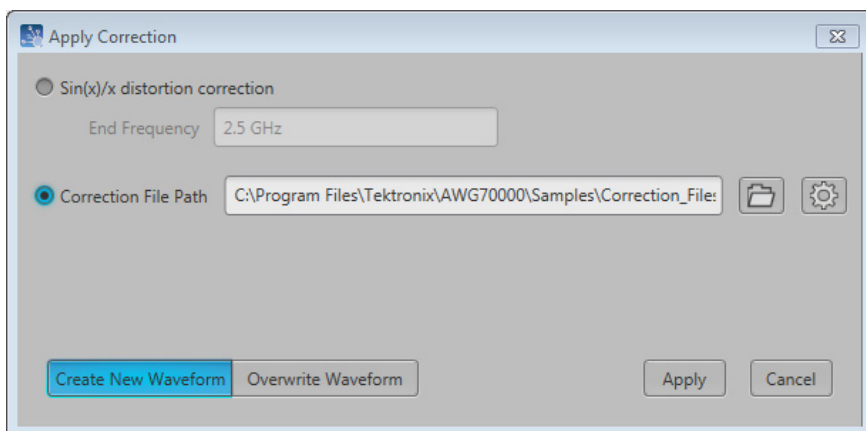 Apply Correction
Sin(x)/x distortion correction
End Frequency 2.5 GHz
Correction File Path C:\Program Files\Tektronix\AWG70000\Samples\Correction_Files
Create New Waveform Overwrite Waveform Apply Cancel